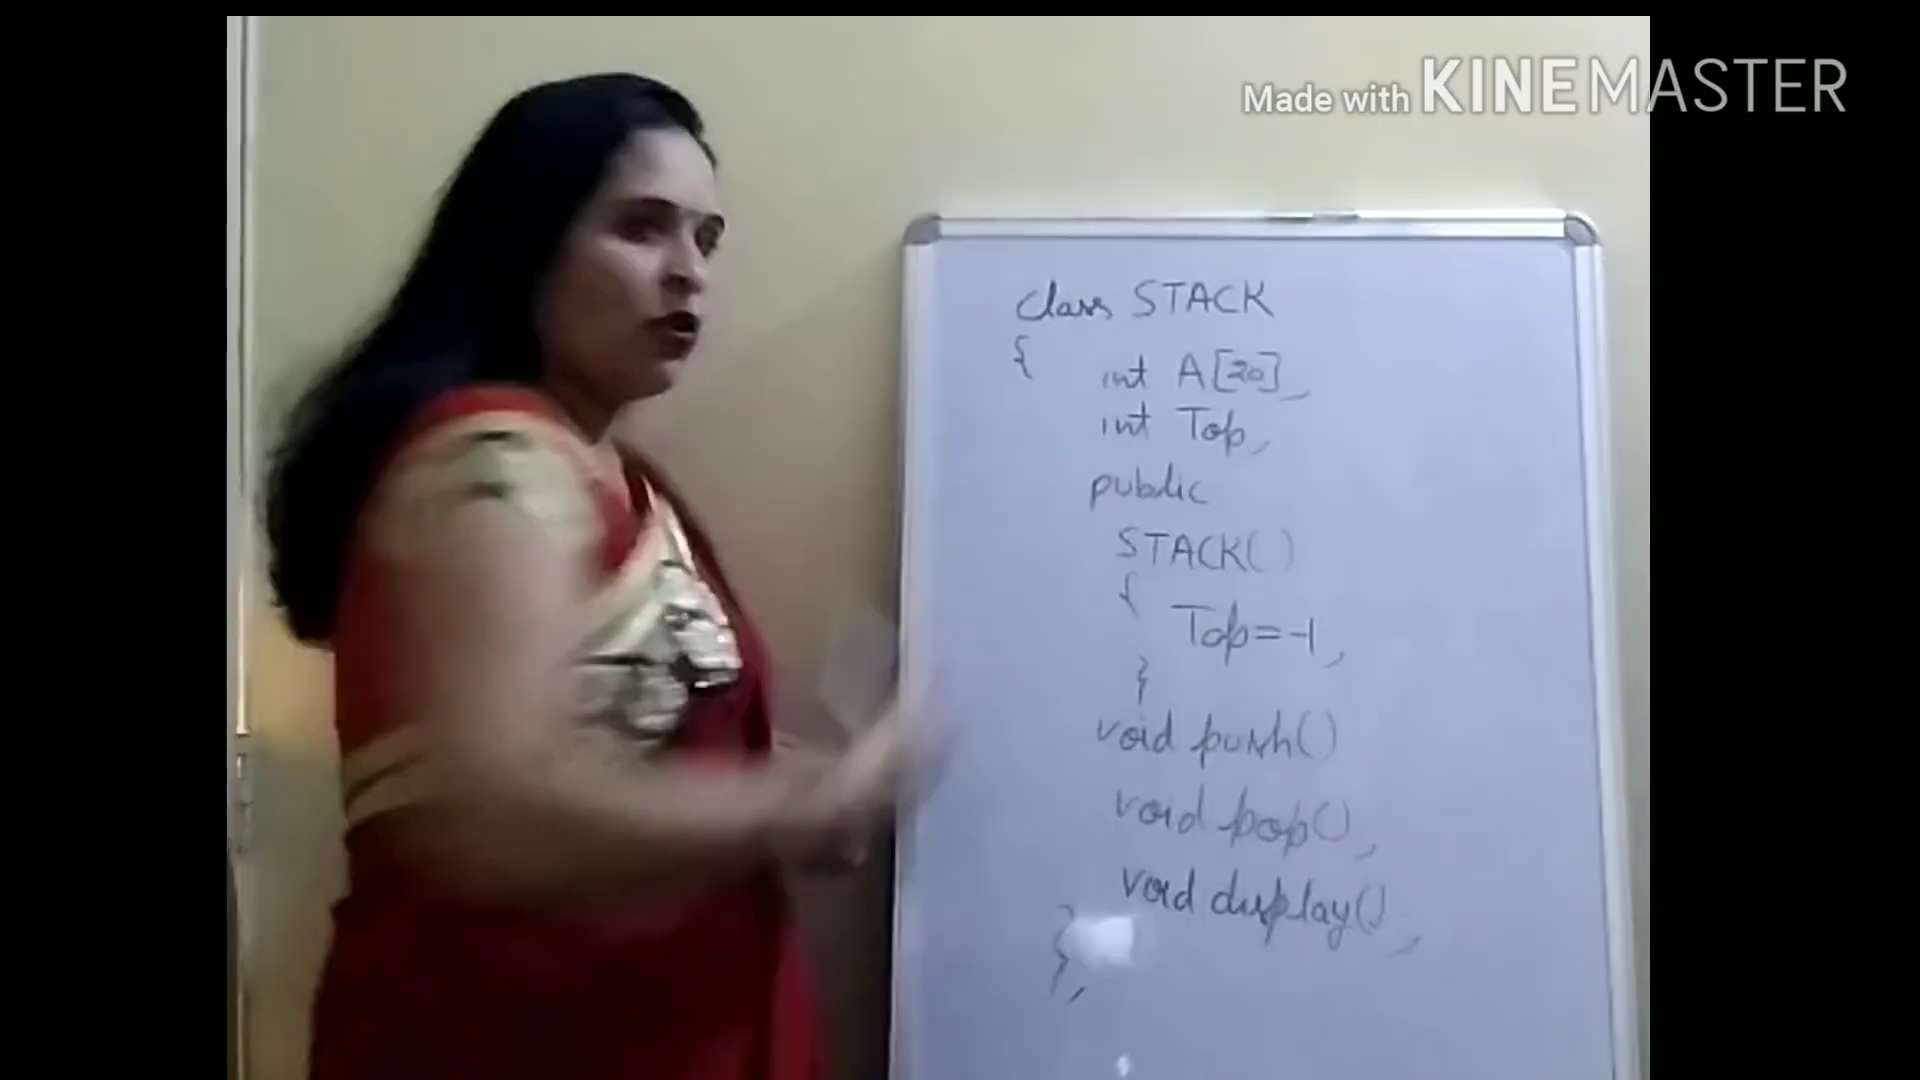 Made with KINEMASTER
class STACK
{
int A[20],
int Top,
public
STACK()
{
Top=-1,
}
void push()
void pop(),
void display(),
},